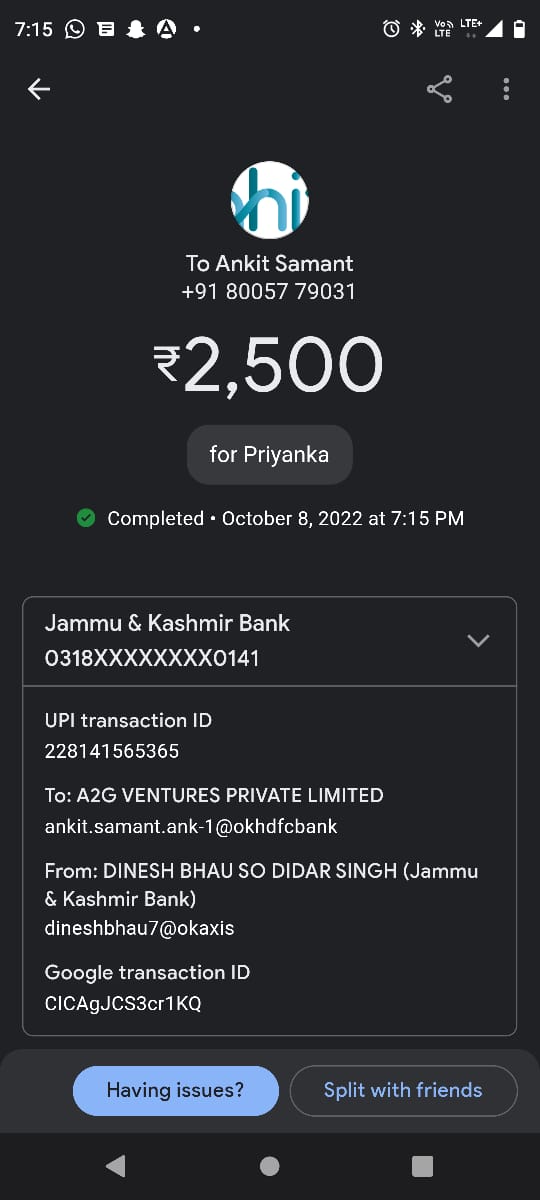 7:15
Vo)) LTE
LTE+
hi
To Ankit Samant
+91 80057 79031
₹2,500
for Priyanka
Completed • October 8, 2022 at 7:15 PM
Jammu & Kashmir Bank
0318XXXXXXXX0141
UPI transaction ID
228141565365
To: A2G VENTURES PRIVATE LIMITED
ankit.samant.ank-1@okhdfcbank
From: DINESH BHAU SO DIDAR SINGH (Jammu
& Kashmir Bank)
dineshbhau7@okaxis
Google transaction ID
CICAgJCS3cr1KQ
Having issues?
Split with friends